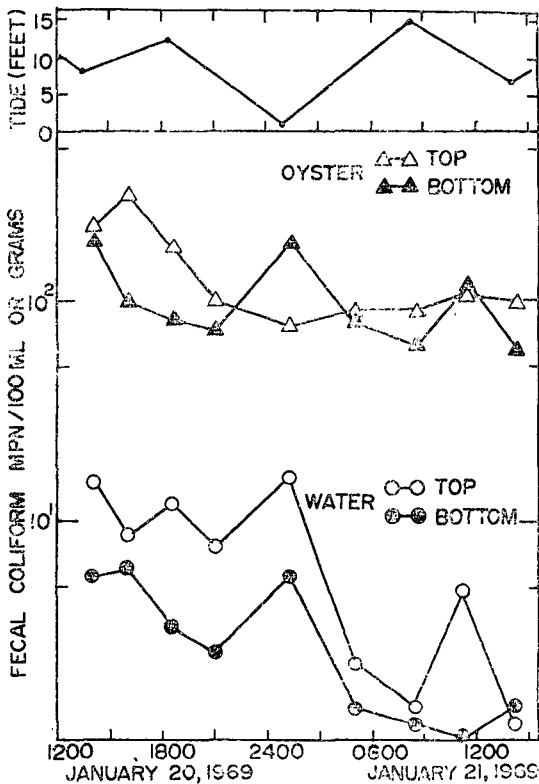 TIDE (FEET)
15
10
5
0
OYSTER △-△ TOP
▲-▲ BOTTOM
FECAL COLIFORM MPN/100 ML OR GRAMS
10²
10¹
WATER ○-○ TOP
●-● BOTTOM
1200 1800 2400 0600 1200
JANUARY 20, 1969 JANUARY 21, 1969